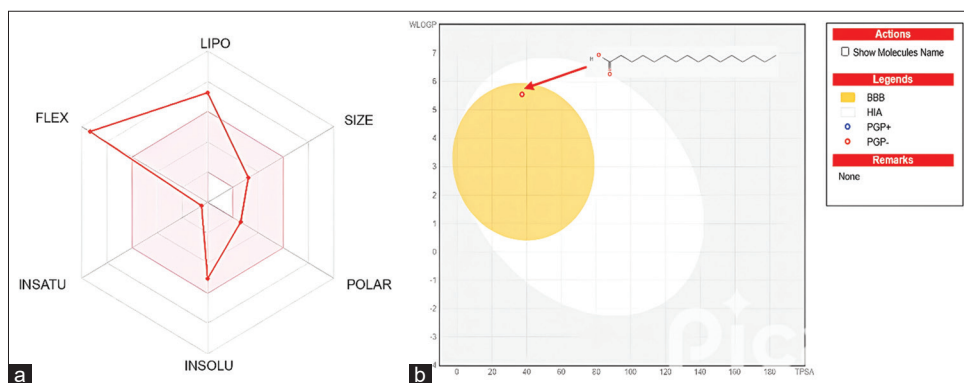 LIPO
FLEX
SIZE
INSATU
POLAR
INSOLU
a
WLOGP
7
6
5
4
3
2
1
0
-1
-2
-3
0 20 40 60 80 100 120 140 160 180 TPSA
H O
O
b
Actions
Show Molecules Name
Legends
BBB
HIA
PGP+
PGP-
Remarks
None